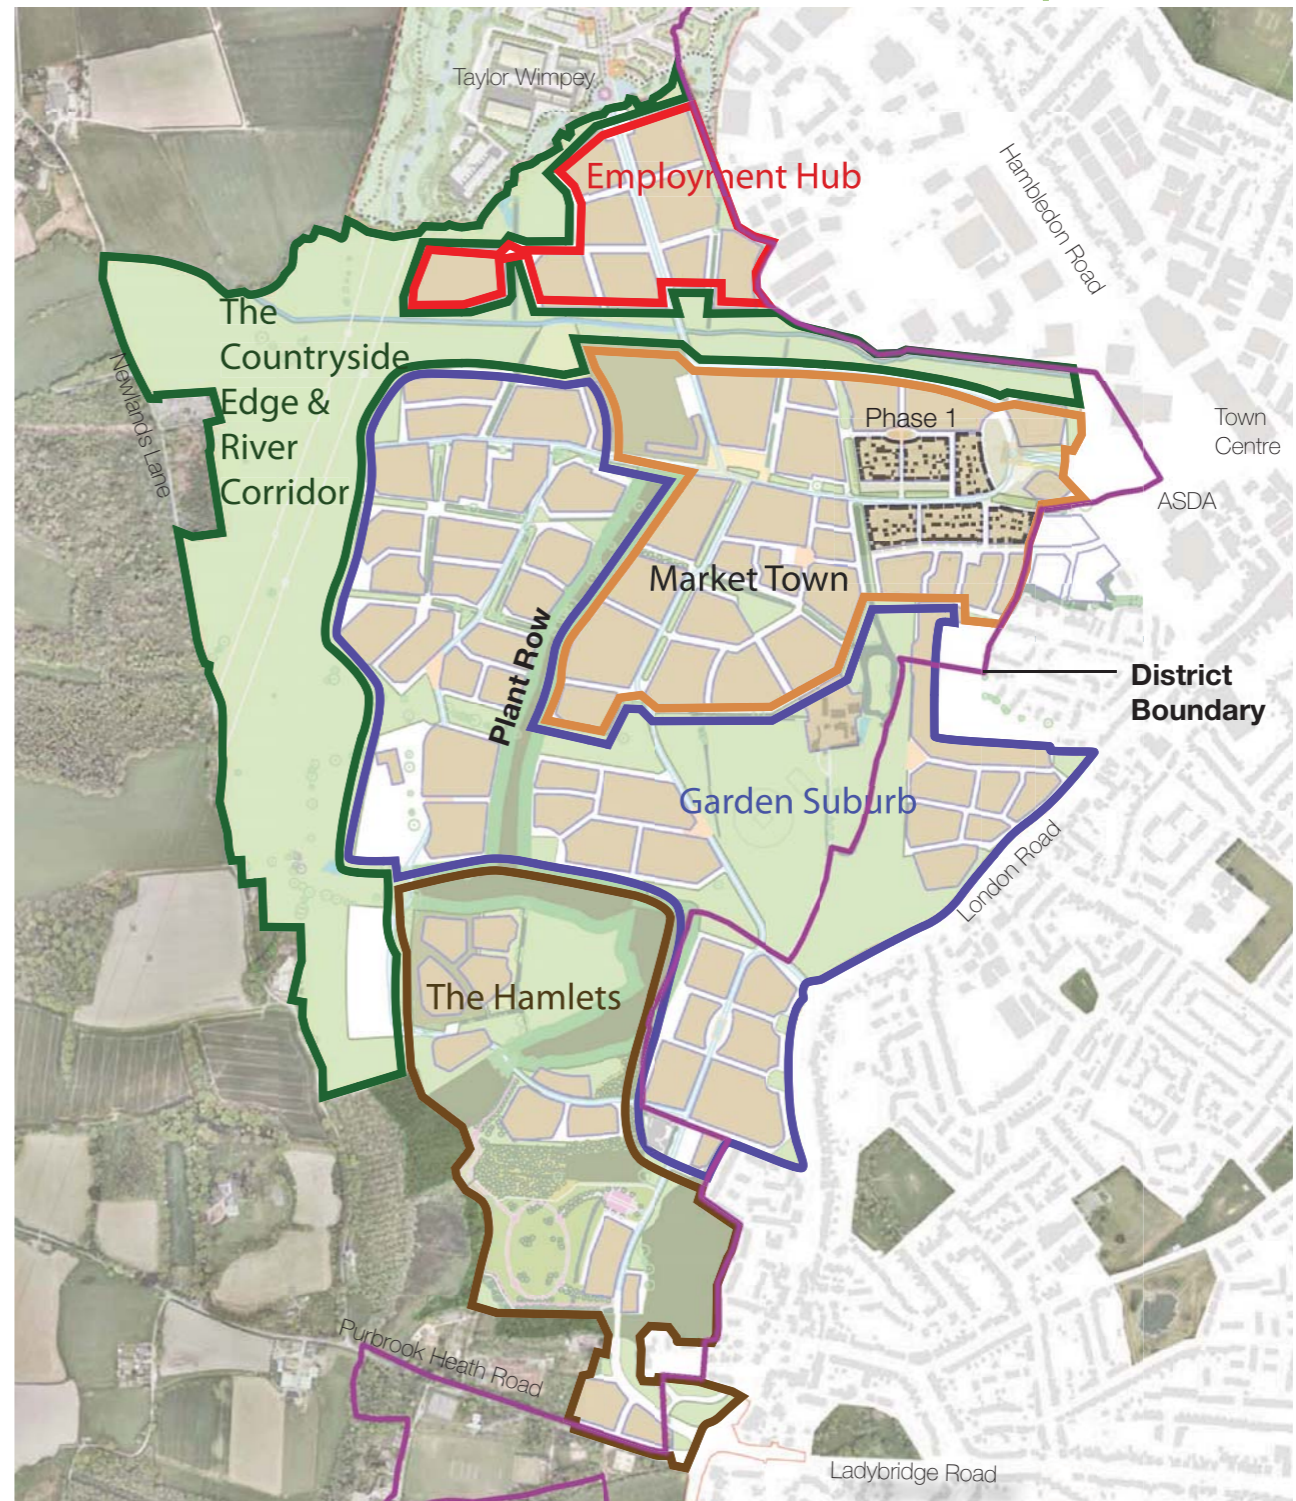 Taylor Wimpey
Employment Hub
Hambledon Road
The
Countryside
Edge &
River
Corridor
Newlands Lane
Phase 1
Town
Centre
ASDA
Market Town
Plant Row
District
Boundary
Garden Suburb
London Road
The Hamlets
Purbrook Heath Road
Ladybridge Road